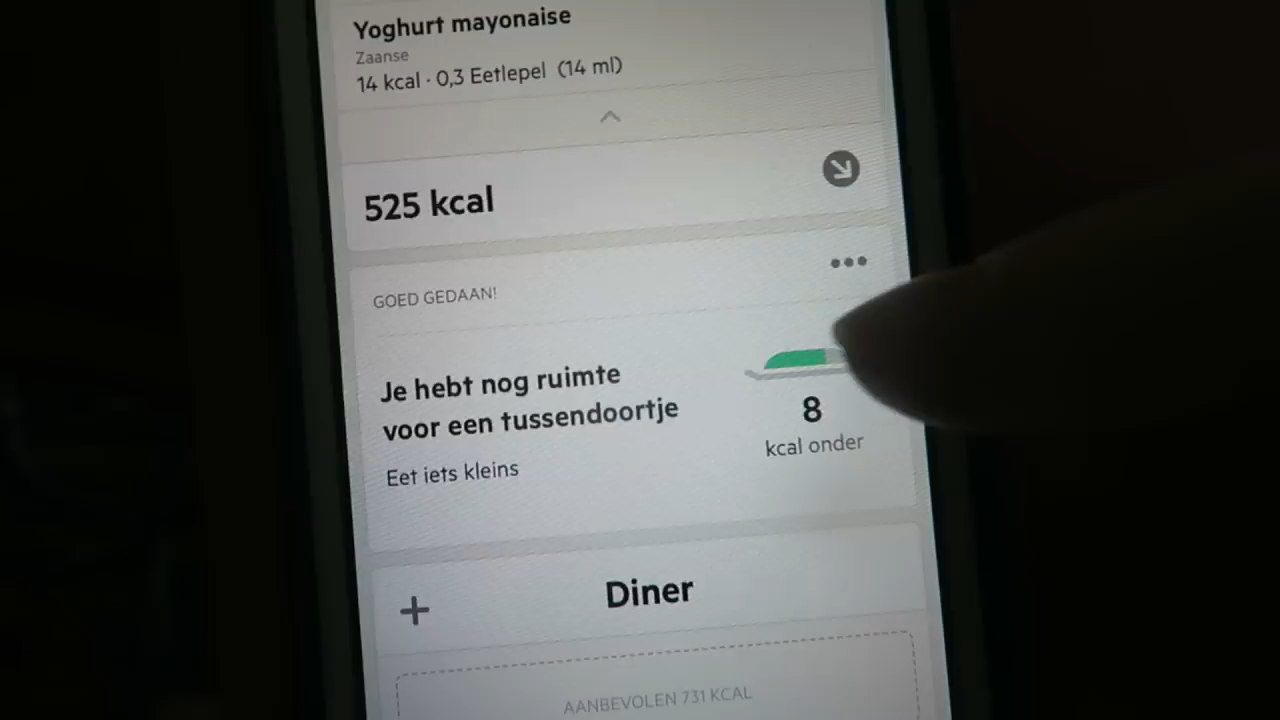 Yoghurt mayonaise
Zaanse
14 kcal · 0,3 Eetlepel (14 ml)
525 kcal
GOED GEDAAN!
Je hebt nog ruimte
voor een tussendoortje
Eet iets kleins
8
kcal onder
Diner
AANBEVOLEN 731 KCAL